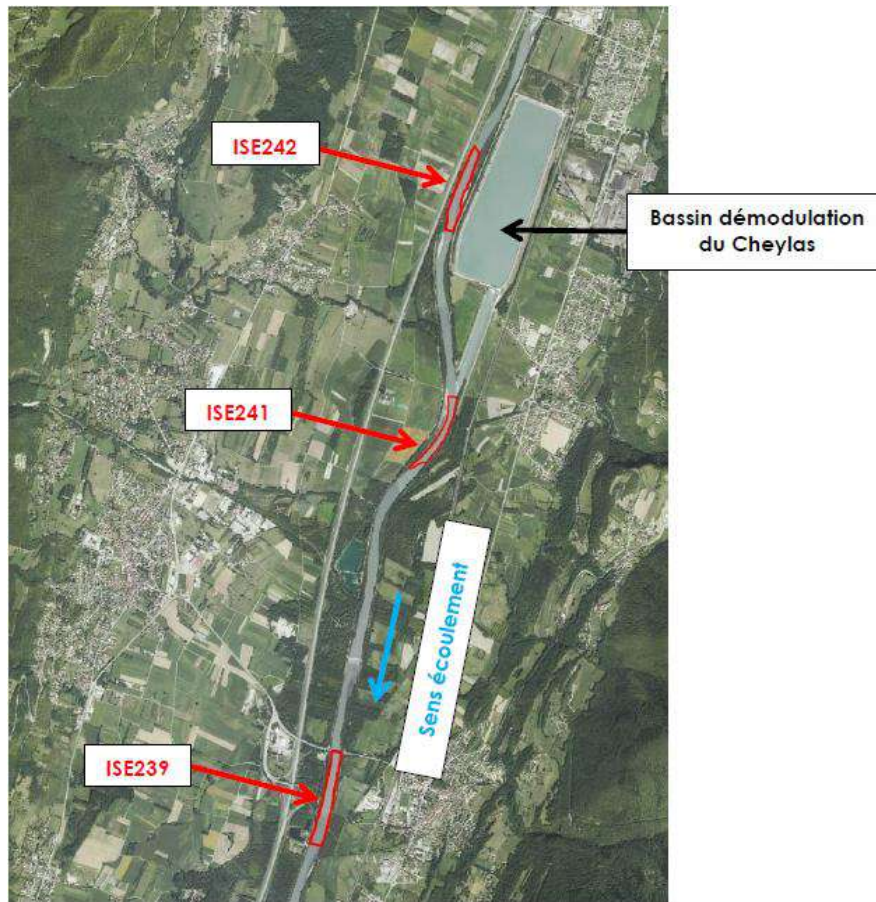 ISE242
Bassin démodulation
du Cheylas
ISE241
Sens écoulement
ISE239